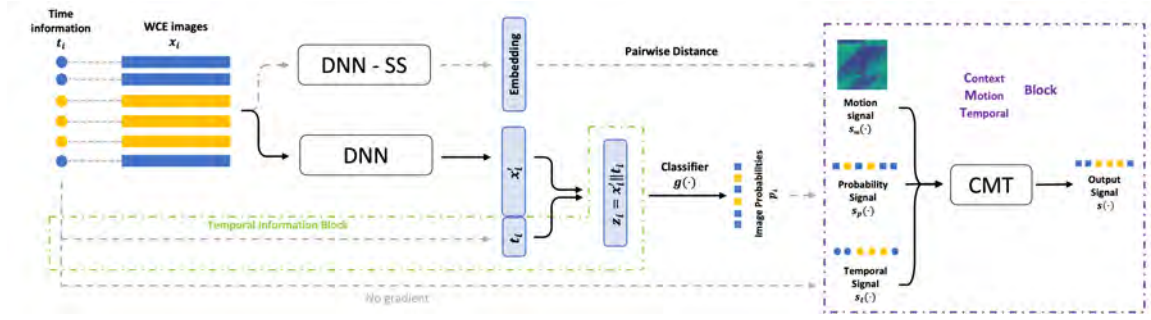 Time
information
t_i
WCE images
x_i
DNN - SS
Embedding
Pairwise Distance
DNN
x'_i
t_i
z_i = x'_i||t_i
Temporal Information Block
Classifier
g(·)
Image Probabilities
p_i
No gradient
Motion
signal
s_m(·)
Probability
Signal
s_p(·)
Temporal
Signal
s_t(·)
Context
Motion
Temporal
Block
CMT
Output
Signal
s(·)